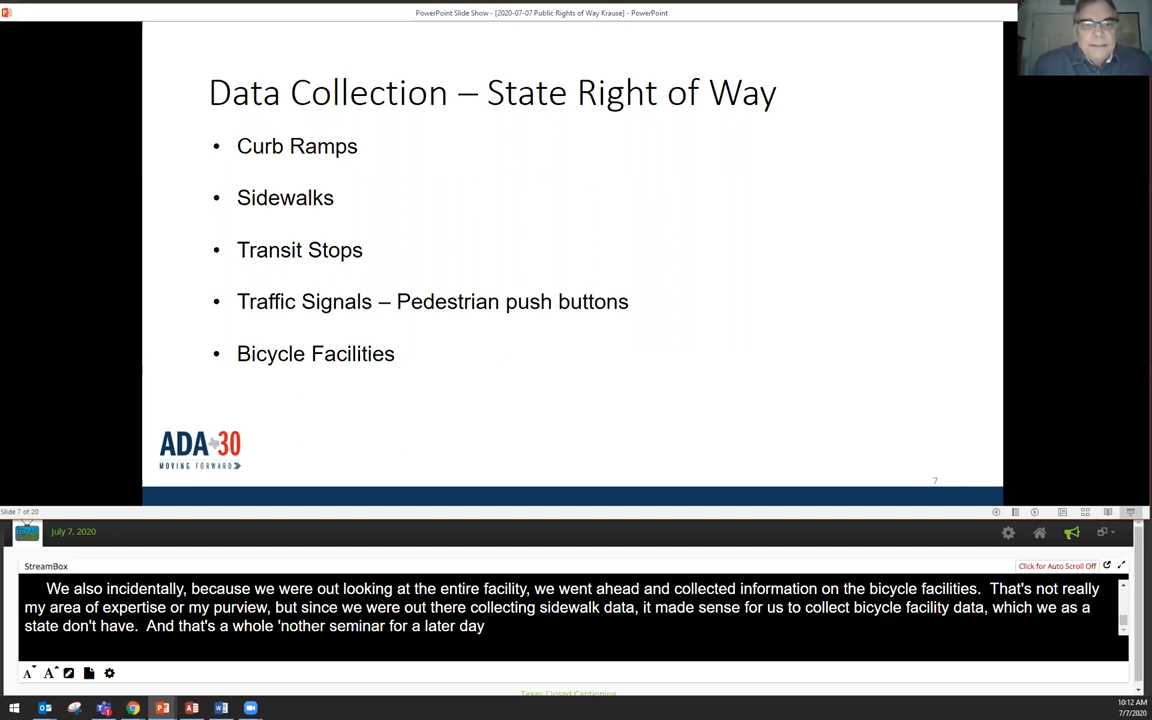 PowerPoint Slide Show - [2020-07-07 Public Rights of Way Krause] - PowerPoint
Data Collection – State Right of Way
• Curb Ramps
• Sidewalks
• Transit Stops
• Traffic Signals – Pedestrian push buttons
• Bicycle Facilities
ADA 30
MOVING FORWARD
7
Slide 7 of 20
TEXAS
July 7, 2020
StreamBox
Click for Auto Scroll Off
We also incidentally, because we were out looking at the entire facility, we went ahead and collected information on the bicycle facilities. That's not really
my area of expertise or my purview, but since we were out there collecting sidewalk data, it made sense for us to collect bicycle facility data, which we as a
state don't have. And that's a whole 'nother seminar for a later day
A A
Texas Closed Captioning
10:12 AM
7/7/2020